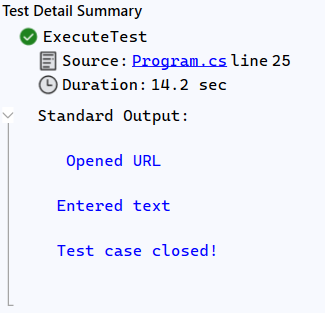 Test Detail Summary
ExecuteTest
Source: Program.cs line 25
Duration: 14.2 sec
Standard Output:
Opened URL
Entered text
Test case closed!